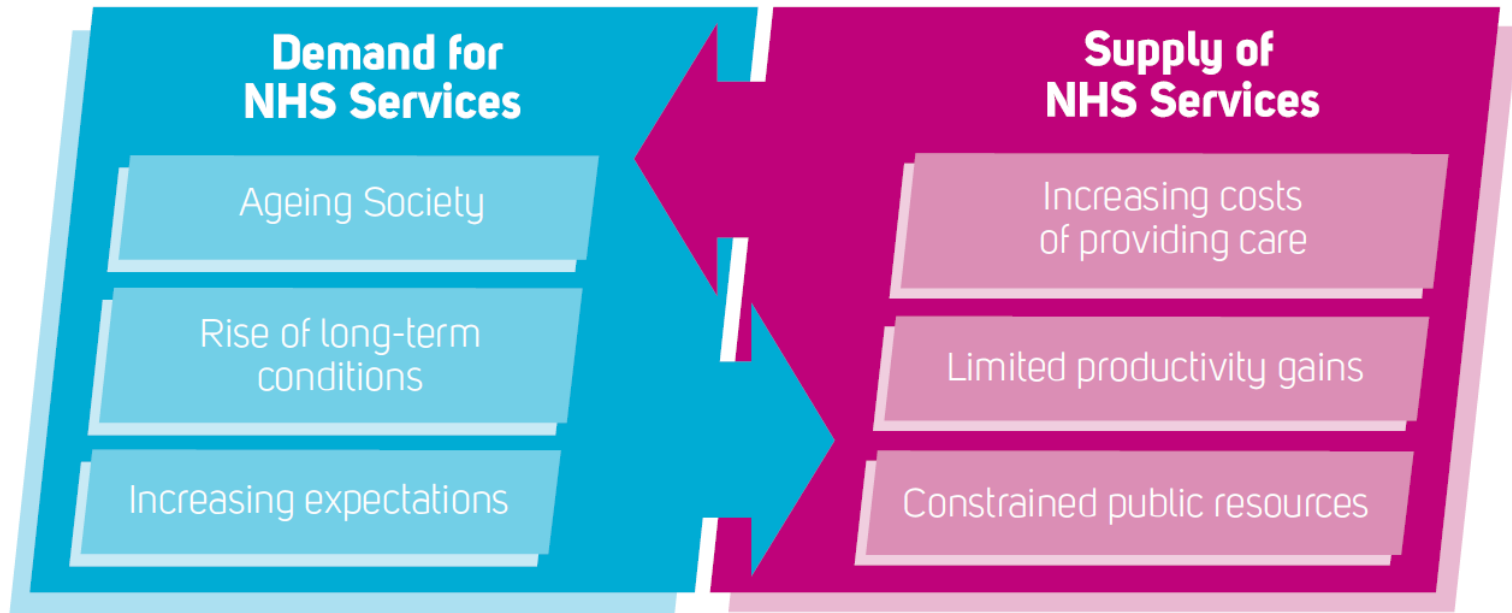 Demand for
NHS Services
Ageing Society
Rise of long-term
conditions
Increasing expectations
Supply of
NHS Services
Increasing costs
of providing care
Limited productivity gains
Constrained public resources